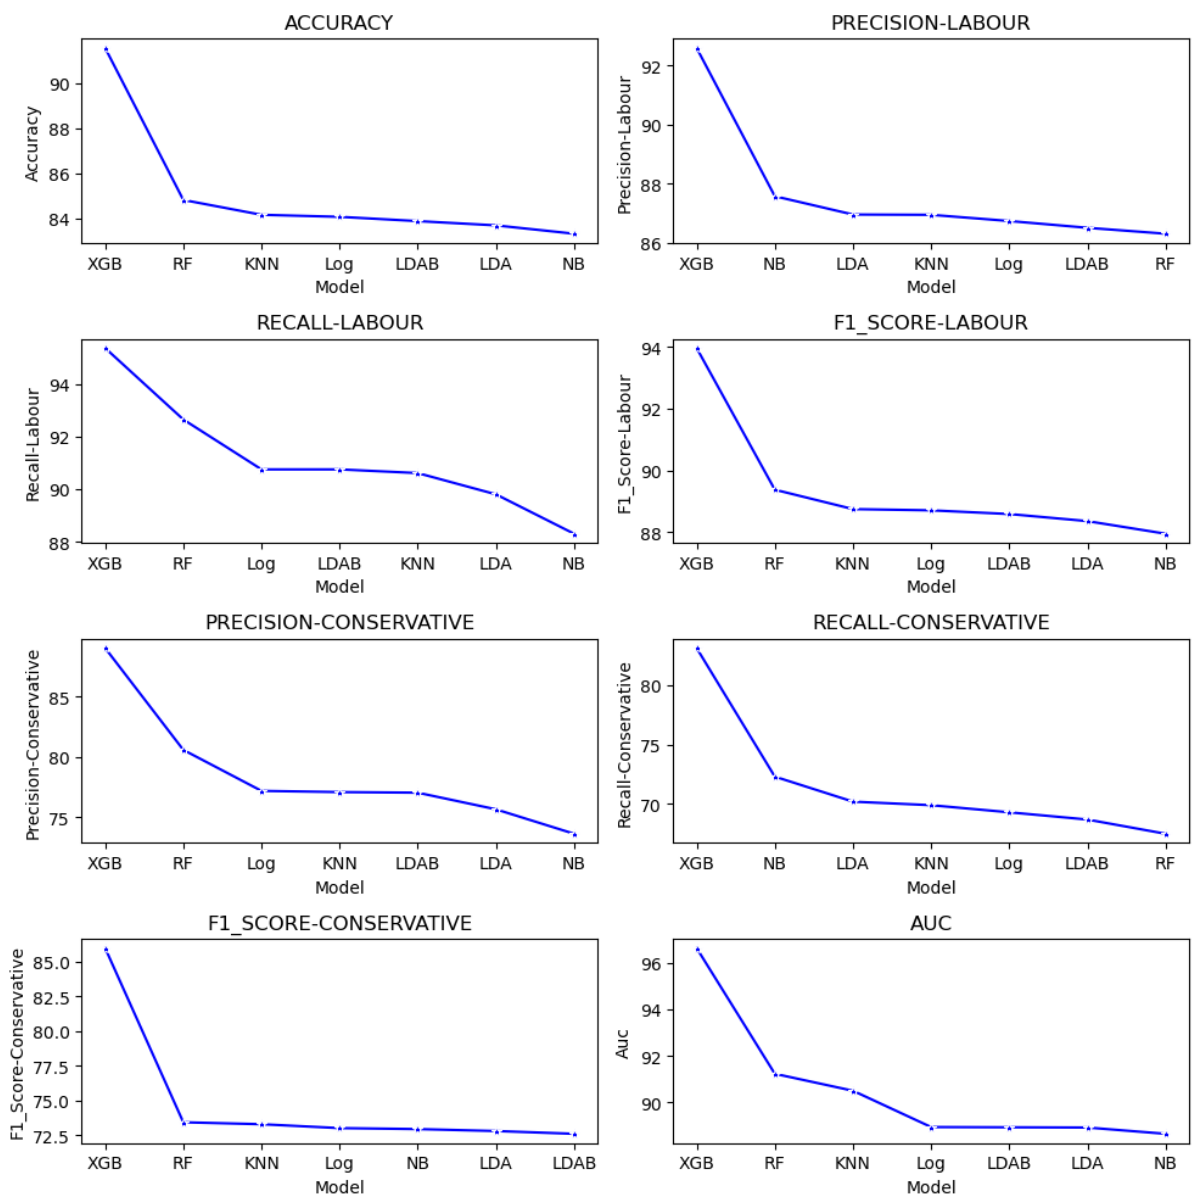 ACCURACY
Accuracy
90
88
86
84
XGB RF KNN Log LDAB LDA NB
Model
PRECISION-LABOUR
Precision-Labour
92
90
88
86
XGB NB LDA KNN Log LDAB RF
Model
RECALL-LABOUR
Recall-Labour
94
92
90
88
XGB RF Log LDAB KNN LDA NB
Model
F1_SCORE-LABOUR
F1_Score-Labour
94
92
90
88
XGB RF KNN Log LDAB LDA NB
Model
PRECISION-CONSERVATIVE
Precision-Conservative
85
80
75
XGB RF Log KNN LDAB LDA NB
Model
RECALL-CONSERVATIVE
Recall-Conservative
80
75
70
XGB NB LDA KNN Log LDAB RF
Model
F1_SCORE-CONSERVATIVE
F1_Score-Conservative
85.0
82.5
80.0
77.5
75.0
72.5
XGB RF KNN Log NB LDA LDAB
Model
AUC
Auc
96
94
92
90
XGB RF KNN Log LDAB LDA NB
Model